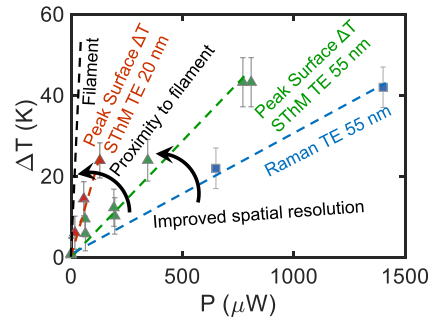 60
40
20
0
ΔT (K)
Filament
Peak Surface ΔT
SThM TE 20 nm
Proximity to filament
Peak Surface ΔT
SThM TE 55 nm
Raman TE 55 nm
Improved spatial resolution
0
500
1000
1500
P (μW)